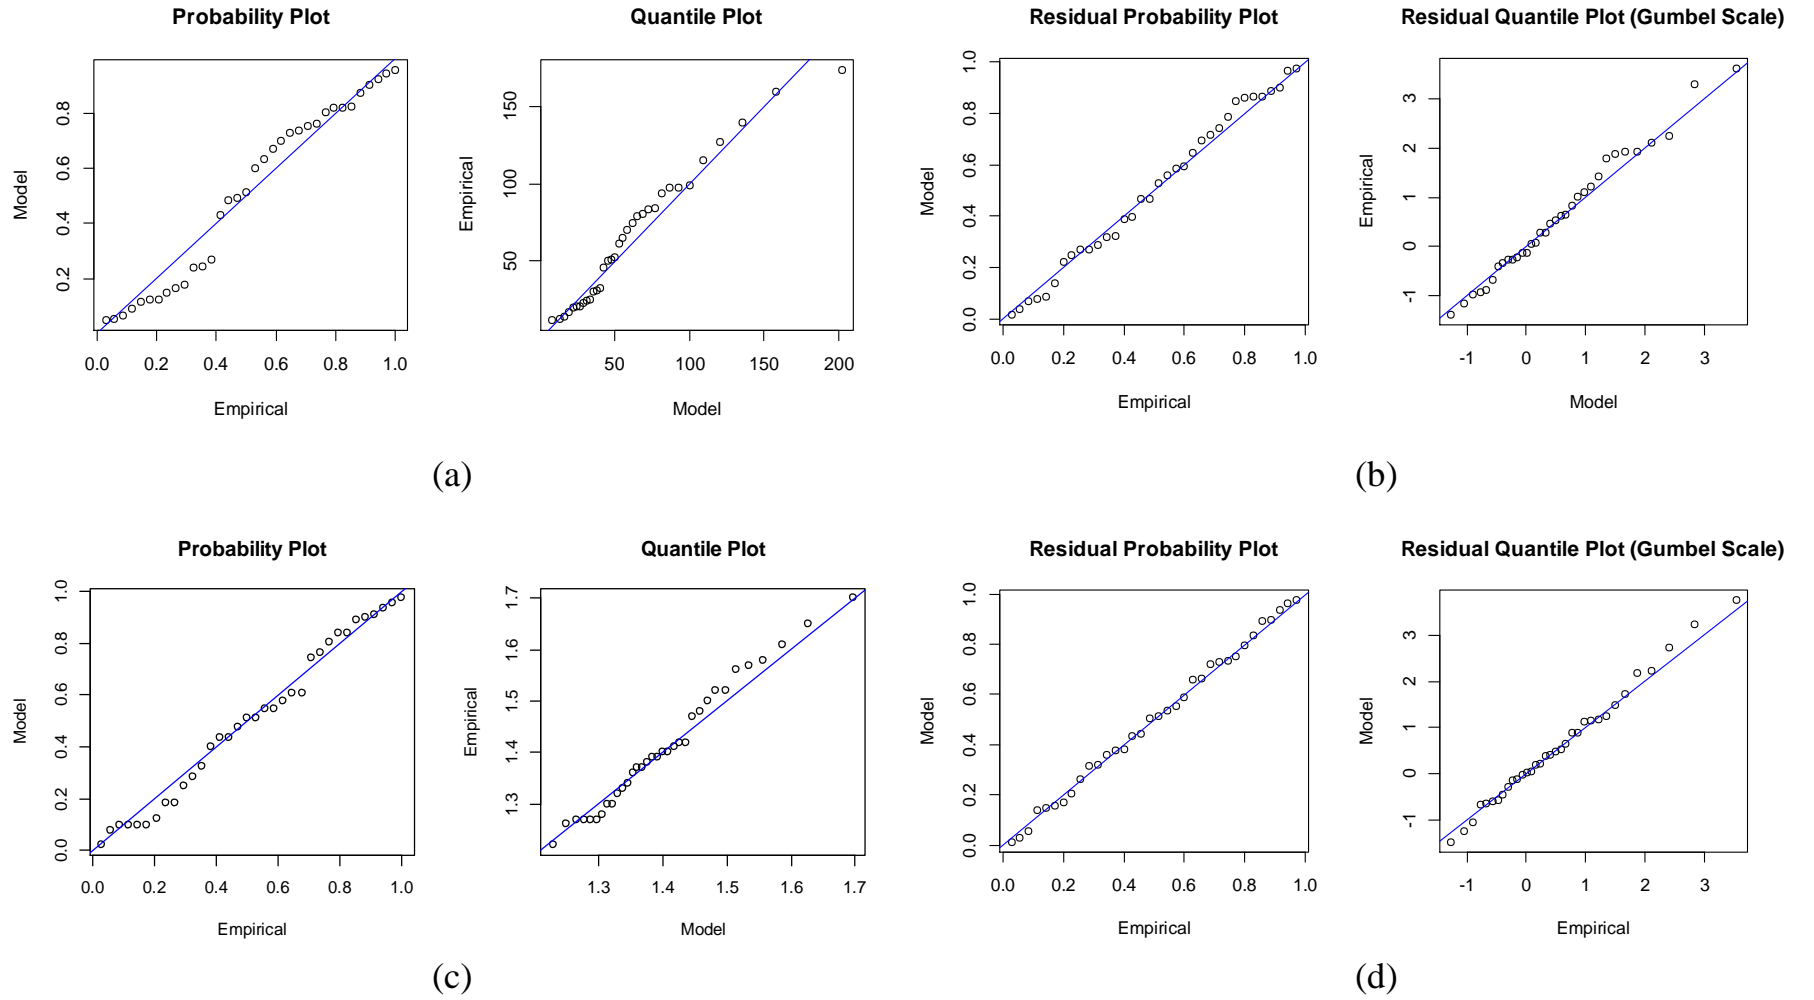 Probability Plot
Model
0.2 0.4 0.6 0.8
0.0 0.2 0.4 0.6 0.8 1.0
Empirical
Quantile Plot
Empirical
50 100 150
50 100 150 200
Model
(a)
Residual Probability Plot
Model
0.0 0.2 0.4 0.6 0.8 1.0
0.0 0.2 0.4 0.6 0.8 1.0
Empirical
Residual Quantile Plot (Gumbel Scale)
Empirical
-1 0 1 2 3
-1 0 1 2 3
Model
(b)
Probability Plot
Model
0.0 0.2 0.4 0.6 0.8 1.0
0.0 0.2 0.4 0.6 0.8 1.0
Empirical
Quantile Plot
Empirical
1.3 1.4 1.5 1.6 1.7
1.3 1.4 1.5 1.6 1.7
Model
(c)
Residual Probability Plot
Model
0.0 0.2 0.4 0.6 0.8 1.0
0.0 0.2 0.4 0.6 0.8 1.0
Empirical
Residual Quantile Plot (Gumbel Scale)
Model
-1 0 1 2 3
-1 0 1 2 3
Empirical
(d)